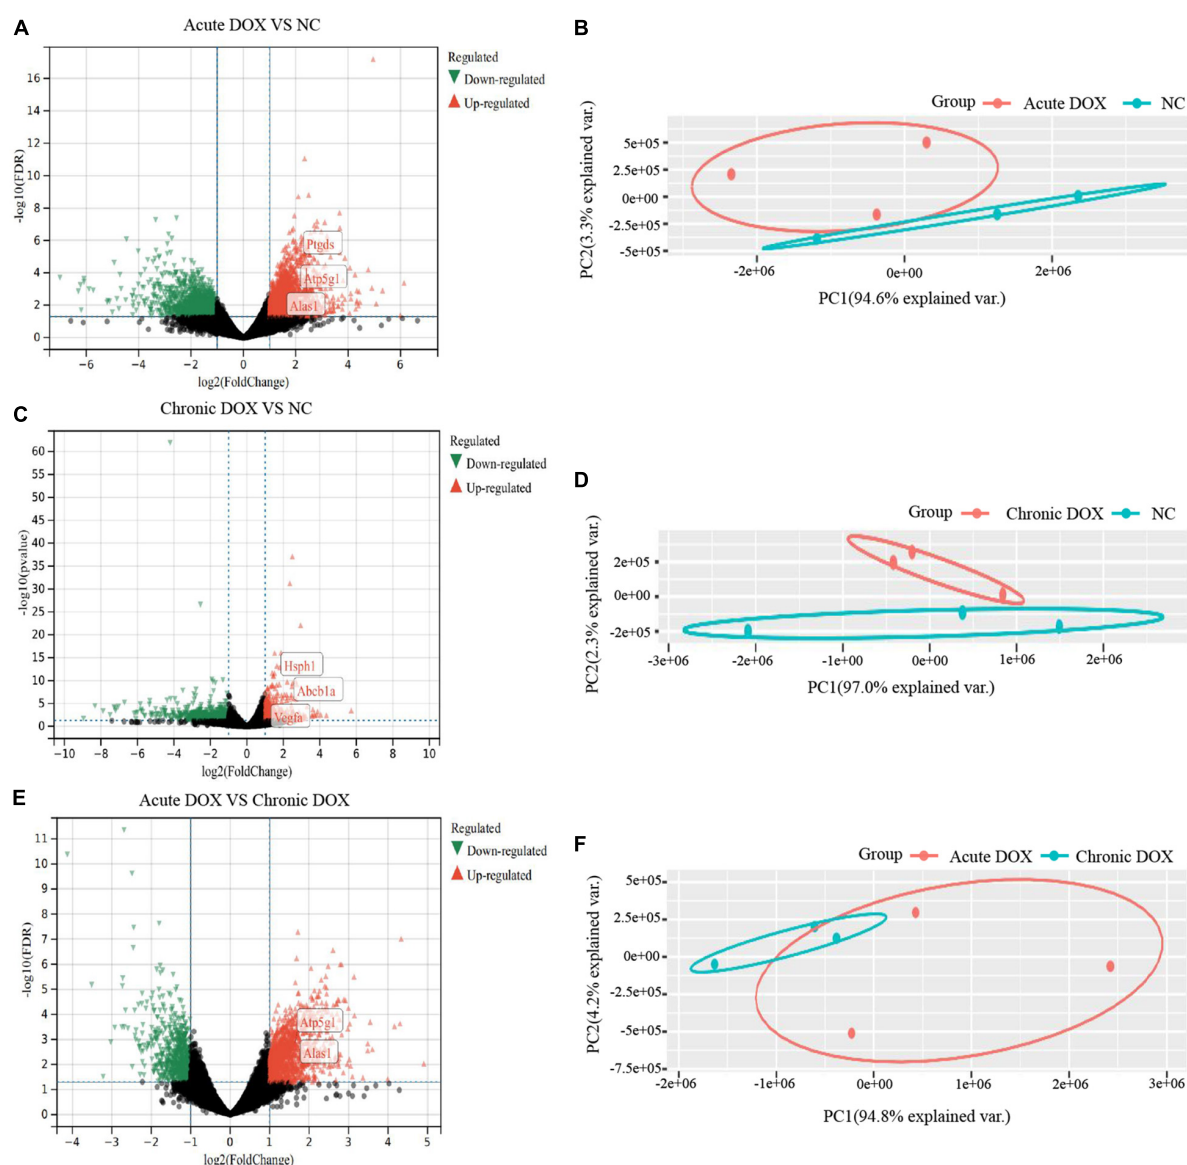 A
Acute DOX VS NC
Regulated
Down-regulated
Up-regulated
-log10(FDR)
16
14
12
10
8
6
4
2
0
Ptgds
Atp5g1
Alas1
−6 −4 −2 0 2 4 6
log2(FoldChange)
B
Group Acute DOX NC
PC2(3.3% explained var.)
5e+05
2.5e+05
0e+00
-2.5e+05
-5e+05
-2e+06 0e+00 2e+06
PC1(94.6% explained var.)
C
Chronic DOX VS NC
Regulated
Down-regulated
Up-regulated
-log10(pvalue)
60
55
50
45
40
35
30
25
20
15
10
5
0
Hsph1
Abcb1a
Vegfa
−10 −8 −6 −4 −2 0 2 4 6 8 10
log2(FoldChange)
D
Group Chronic DOX NC
PC2(2.3% explained var.)
2e+05
0e+00
-2e+05
-3e+06 -2e+06 -1e+00 0e+00 1e+06 2e+06
PC1(97.0% explained var.)
E
Acute DOX VS Chronic DOX
Regulated
Down-regulated
Up-regulated
-log10(FDR)
11
10
9
8
7
6
5
4
3
2
1
0
Atp5g1
Alas1
−4 −3 −2 −1 0 1 2 3 4 5
log2(FoldChange)
F
Group Acute DOX Chronic DOX
PC2(4.2% explained var.)
5e+05
2.5e+05
0e+00
-2.5e+05
-5e+05
-7.5e+05
-2e+06 -1e+06 0e+00 1e+06 2e+06 3e+06
PC1(94.8% explained var.)